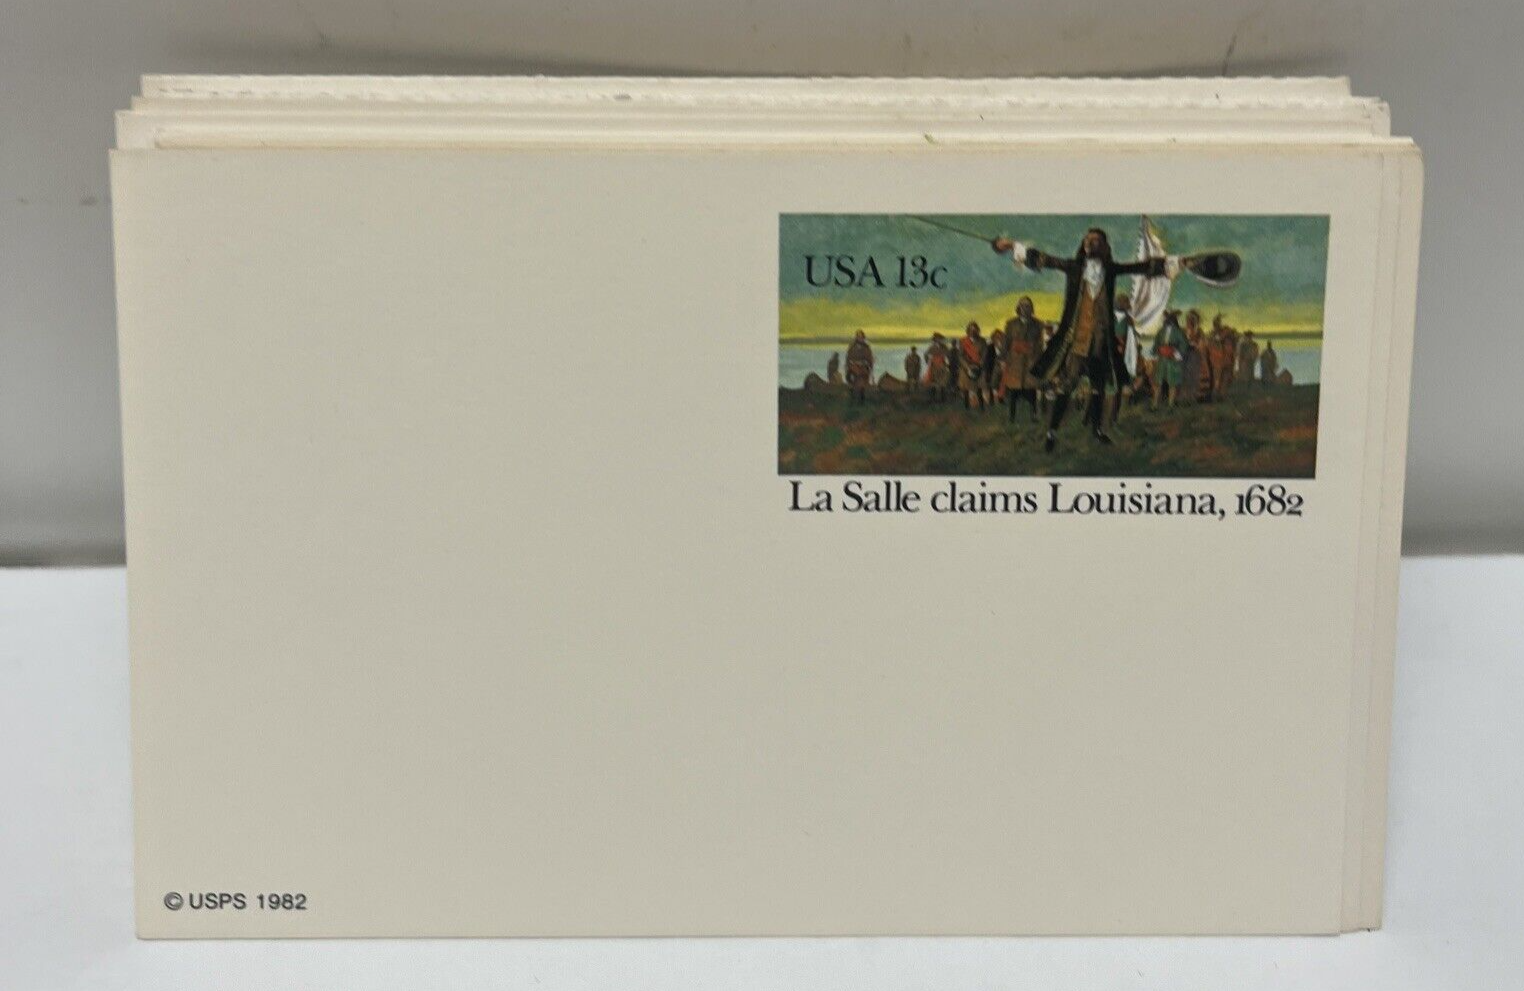 USA 13c
La Salle claims Louisiana, 1682
© USPS 1982